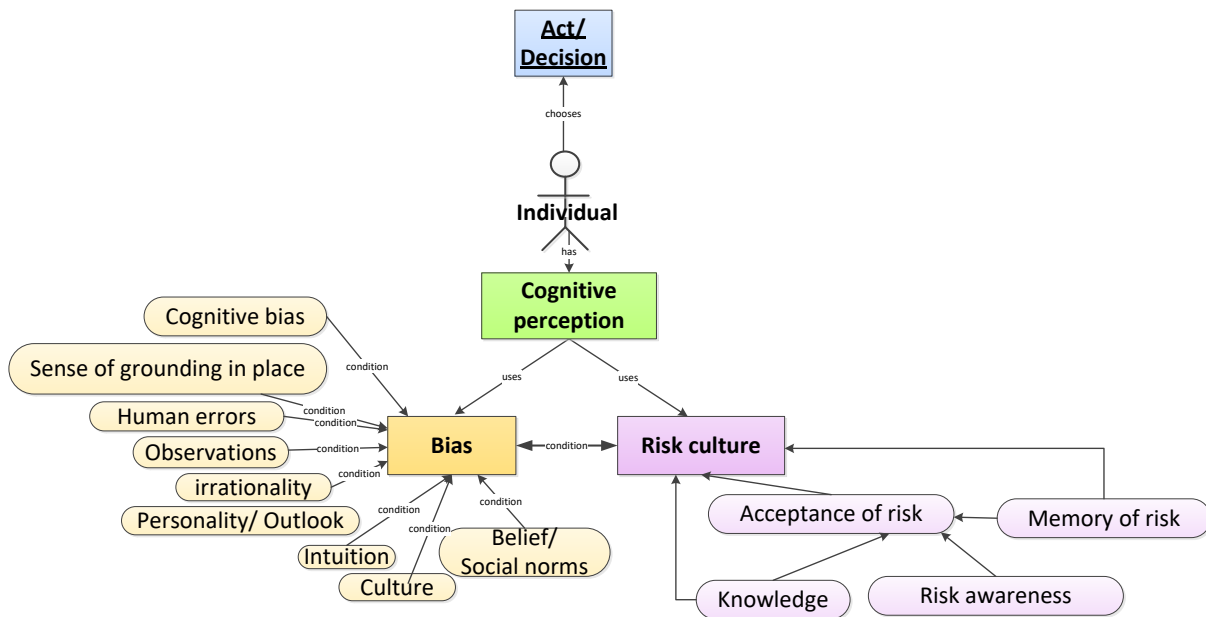 Act/
Decision
chooses
Individual
has
Cognitive
perception
Cognitive bias
condition
uses
uses
Sense of grounding in place
condition
Human errors
condition
Observations
condition
Bias
condition
Risk culture
irrationality
condition
Personality/ Outlook
condition
condition
condition
Intuition
Culture
Belief/
Social norms
Acceptance of risk
Memory of risk
Knowledge
Risk awareness